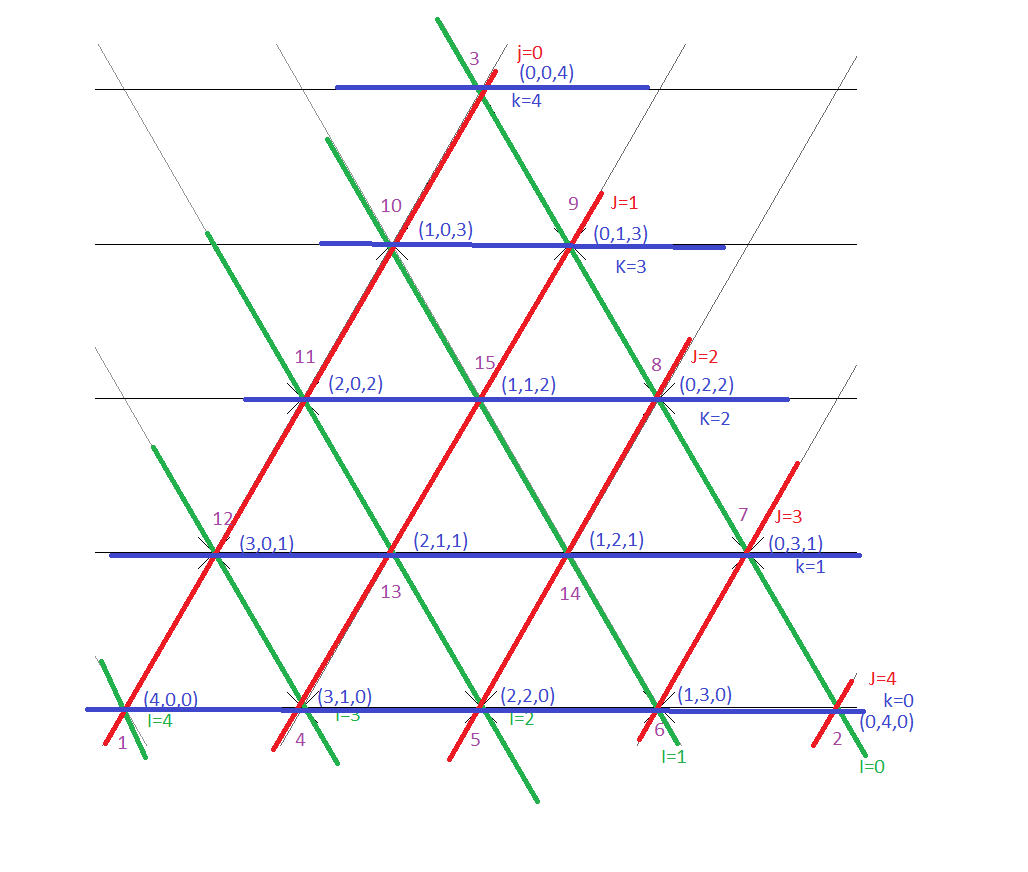 3 j=0
(0,0,4)
k=4
10 9 J=1
(1,0,3) (0,1,3)
K=3
11 15 8 J=2
(2,0,2) (1,1,2) (0,2,2)
K=2
12 7 J=3
(3,0,1) (2,1,1) (1,2,1) (0,3,1)
k=1
13 14
J=4
(4,0,0) (3,1,0) (2,2,0) (1,3,0) k=0
I=4 I=3 I=2 (0,4,0)
1 4 5 6 2
I=1 I=0